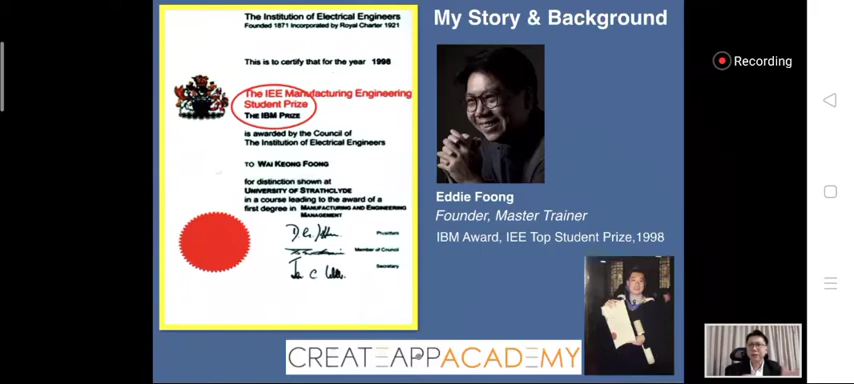 The Institution of Electrical Engineers
Founded 1871 Incorporated by Royal Charter 1921
This is to certify that for the year 1998
The IEE Manufacturing Engineering
Student Prize
THE IBM PRIZE
is awarded by the Council of
The Institution of Electrical Engineers
TO WAI KEONG FOONG
for distinction shown at
UNIVERSITY OF STRATHCLYDE
in a course leading to the award of a
first degree in MANUFACTURING AND ENGINEERING
MANAGEMENT
President
Member of Council
Secretary
My Story & Background
Eddie Foong
Founder, Master Trainer
IBM Award, IEE Top Student Prize,1998
CREATEAPPACADEMY
Recording